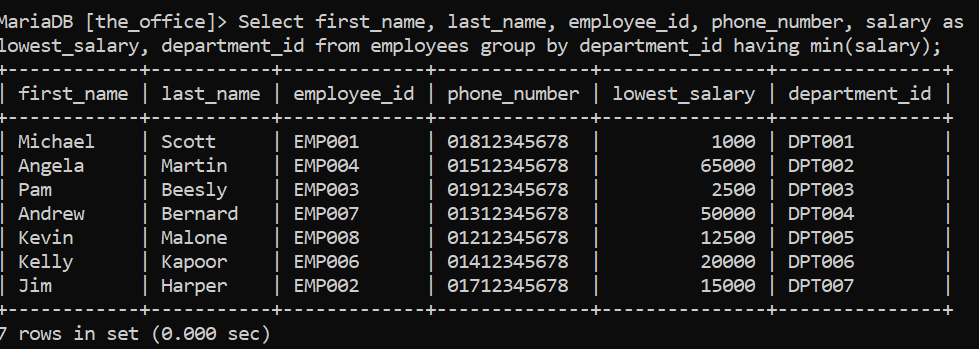 MariaDB [the_office]> Select first_name, last_name, employee_id, phone_number, salary as
lowest_salary, department_id from employees group by department_id having min(salary);
+------------+-----------+-------------+--------------+---------------+---------------+
| first_name | last_name | employee_id | phone_number | lowest_salary | department_id |
+------------+-----------+-------------+--------------+---------------+---------------+
| Michael | Scott | EMP001 | 01812345678 | 1000 | DPT001 |
| Angela | Martin | EMP004 | 01512345678 | 65000 | DPT002 |
| Pam | Beesly | EMP003 | 01912345678 | 2500 | DPT003 |
| Andrew | Bernard | EMP007 | 01312345678 | 50000 | DPT004 |
| Kevin | Malone | EMP008 | 01212345678 | 12500 | DPT005 |
| Kelly | Kapoor | EMP006 | 01412345678 | 20000 | DPT006 |
| Jim | Harper | EMP002 | 01712345678 | 15000 | DPT007 |
+------------+-----------+-------------+--------------+---------------+---------------+
7 rows in set (0.000 sec)